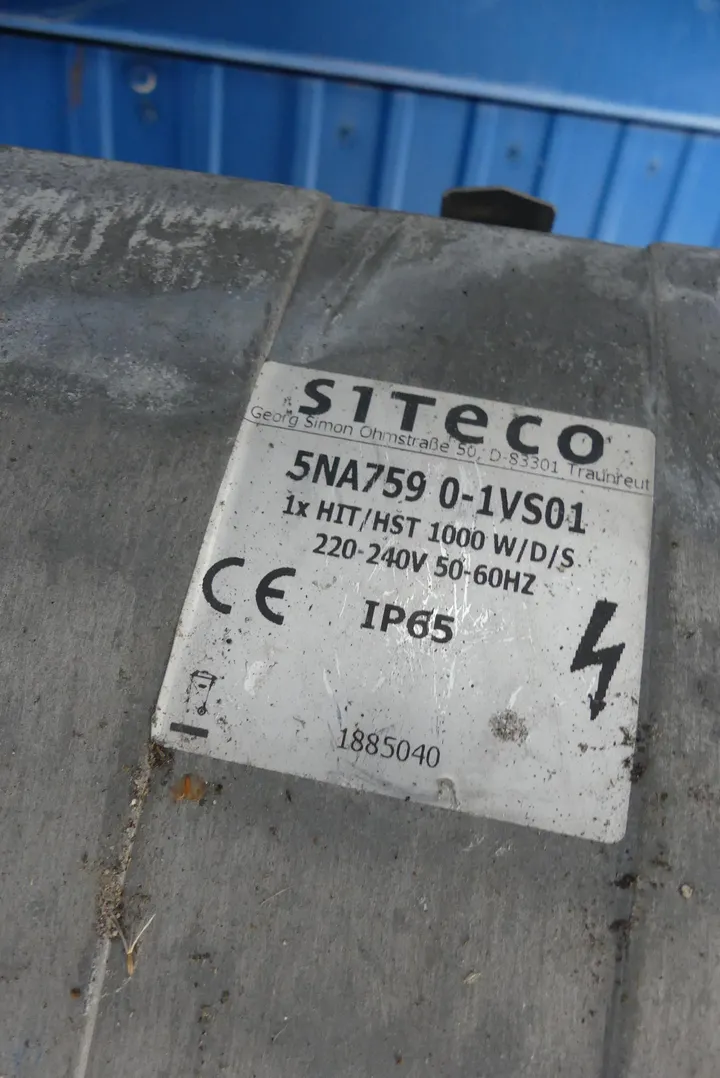 SITeCO
Georg Simon Ohmstraße 50, D-83301 Traunreut
5NA759 0-1VS01
1x HIT/HST 1000 W/D/S
220-240V 50-60HZ
CE
IP65
1885040